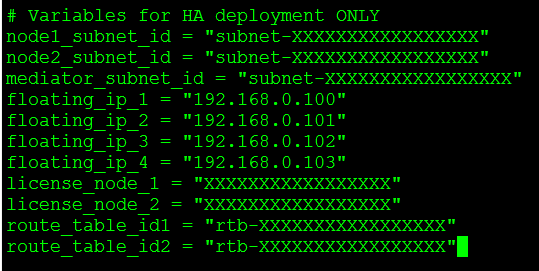 # Variables for HA deployment ONLY
node1_subnet_id = "subnet-XXXXXXXXXXXXXXXXX"
node2_subnet_id = "subnet-XXXXXXXXXXXXXXXXX"
mediator_subnet_id = "subnet-XXXXXXXXXXXXXXXXX"
floating_ip_1 = "192.168.0.100"
floating_ip_2 = "192.168.0.101"
floating_ip_3 = "192.168.0.102"
floating_ip_4 = "192.168.0.103"
license_node_1 = "XXXXXXXXXXXXXXXXX"
license_node_2 = "XXXXXXXXXXXXXXXXX"
route_table_id1 = "rtb-XXXXXXXXXXXXXXXXX"
route_table_id2 = "rtb-XXXXXXXXXXXXXXXXX"